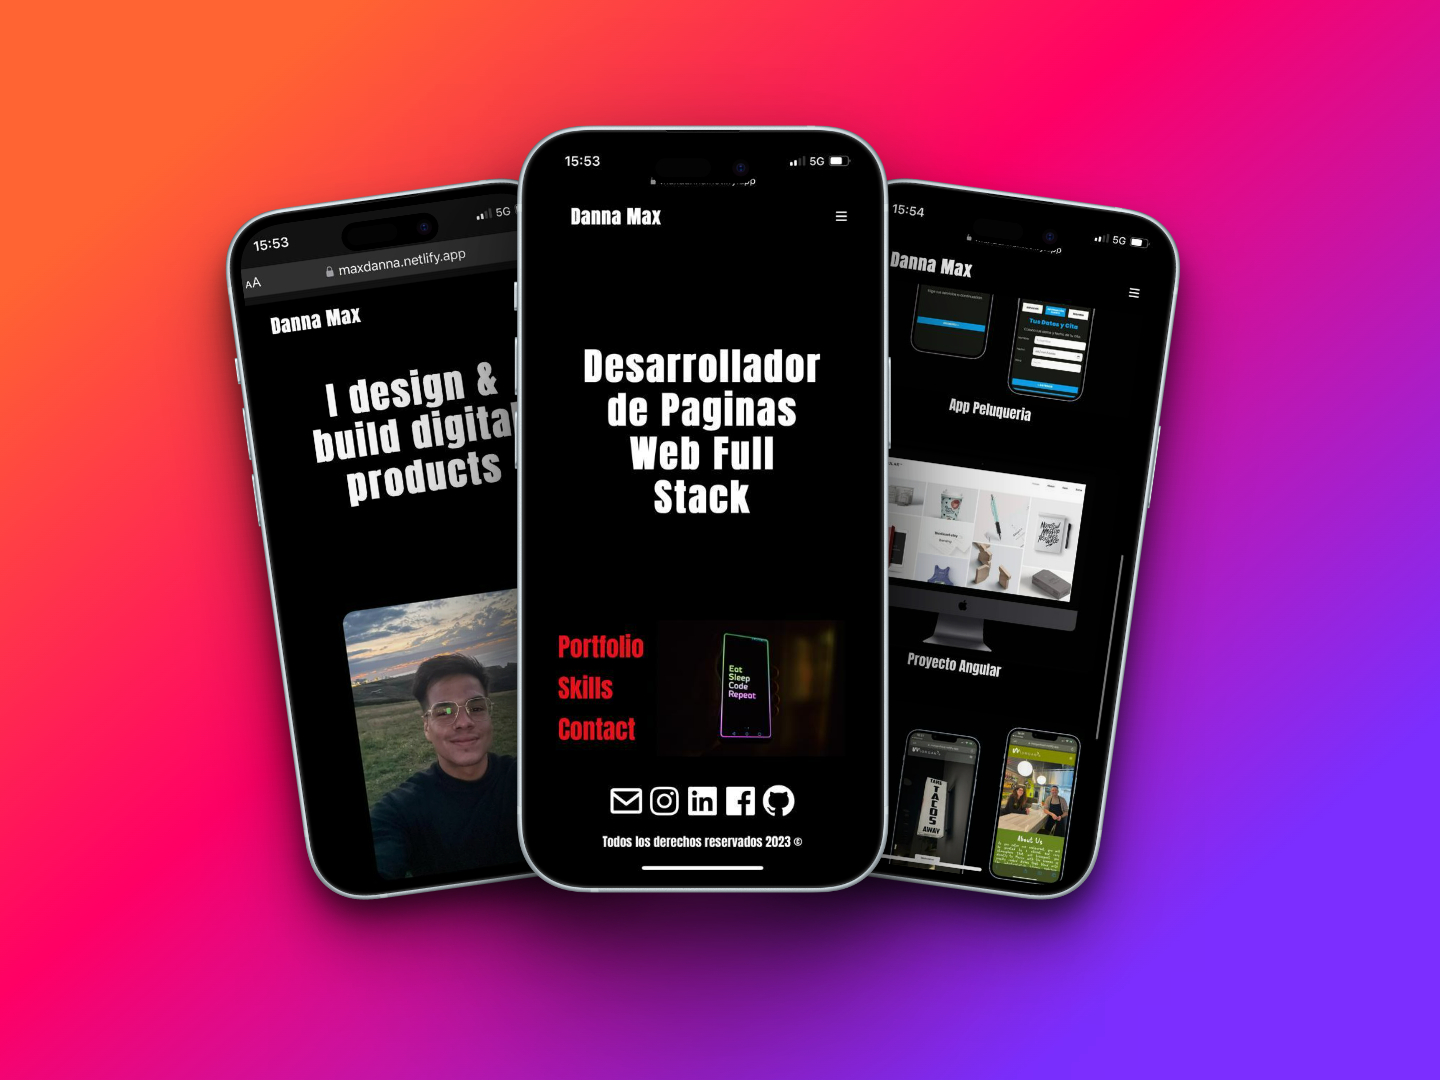 15:53
5G
AA
maxdanna.netlify.app
Danna Max
I design &
build digital
products
15:53
5G
Danna Max
Desarrollador
de Paginas
Web Full
Stack
Portfolio
Skills
Contact
Eat
Sleep
Code
Repeat
Todos los derechos reservados 2023 ©
15:54
5G
Danna Max
Tus Datos y Cita
App Peluqueria
Proyecto Angular
TAKE
TACOS
AWAY
About Us